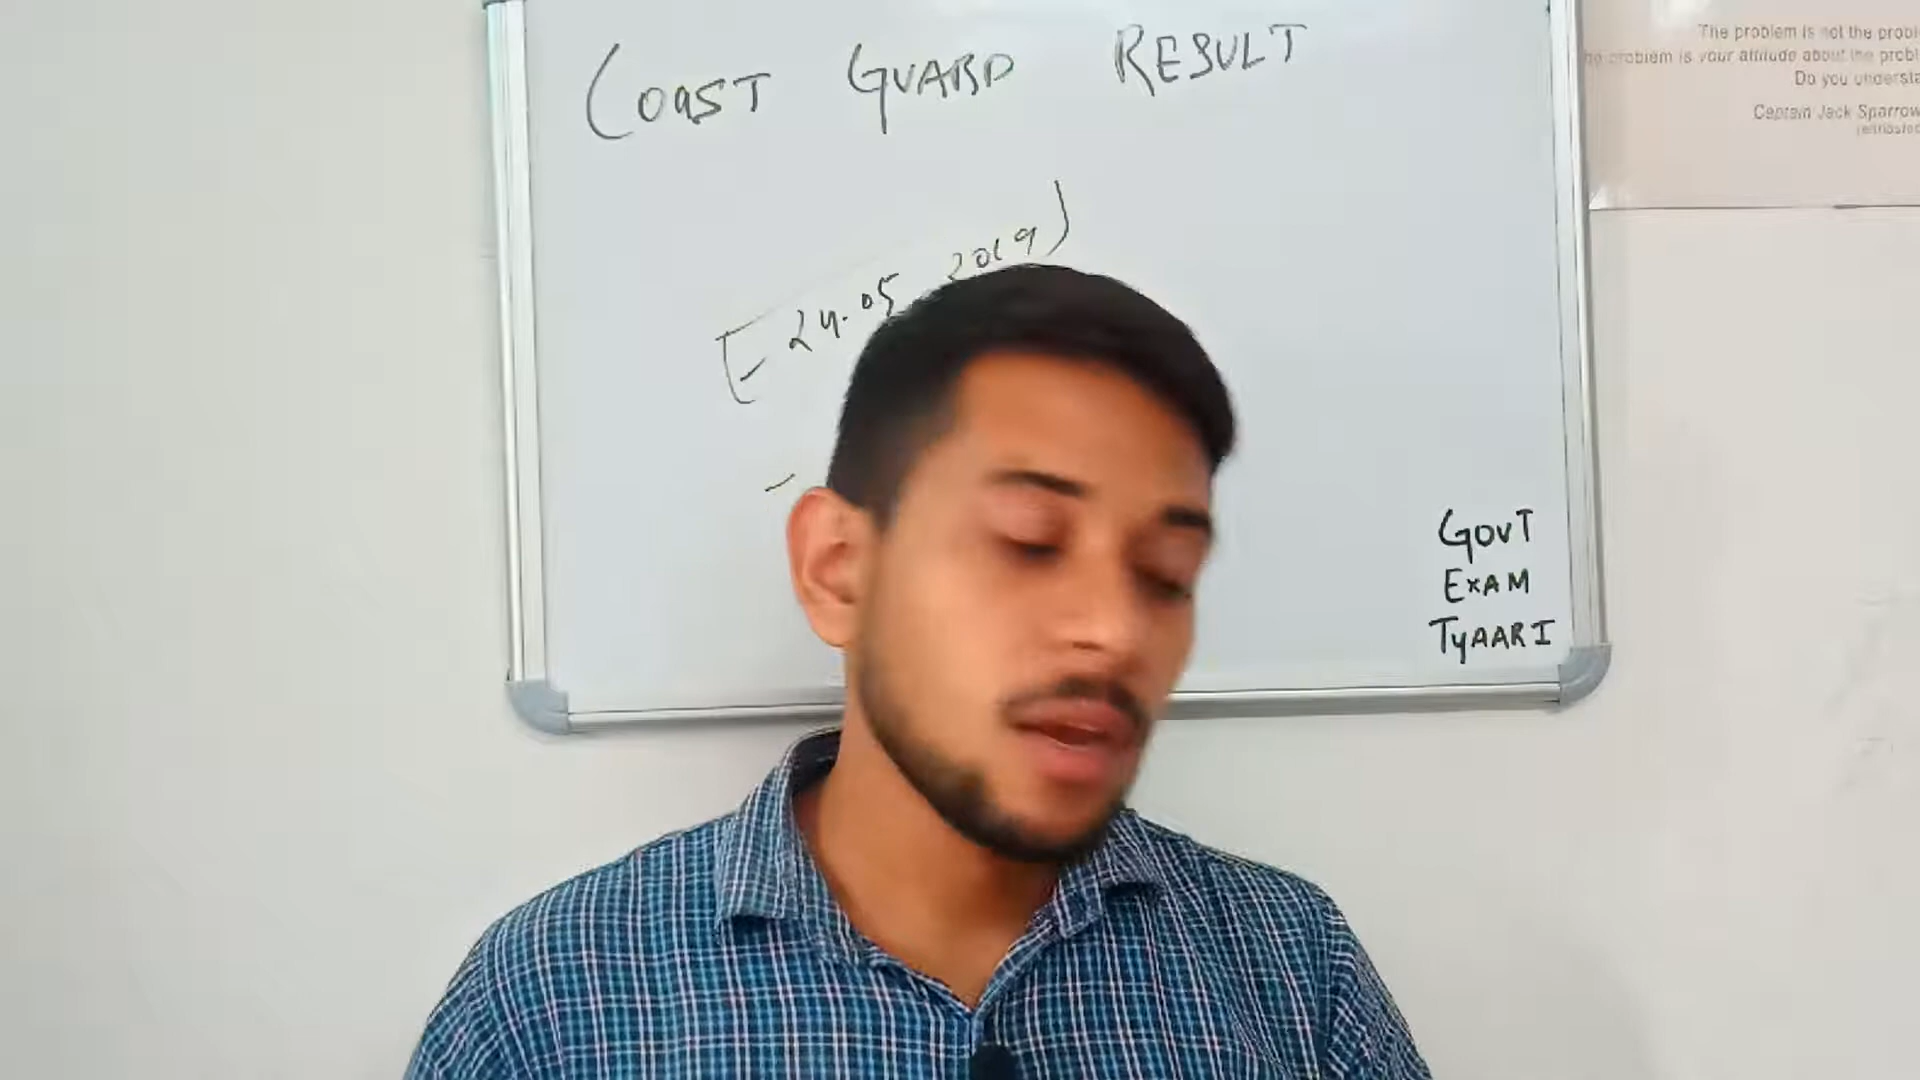 COAST GUARD RESULT
24.05 2019)
GOVT
EXAM
TYAARI
The problem is not the probl
problem is your attitude about the probl
Do you understa
Captain Jack Sparrow